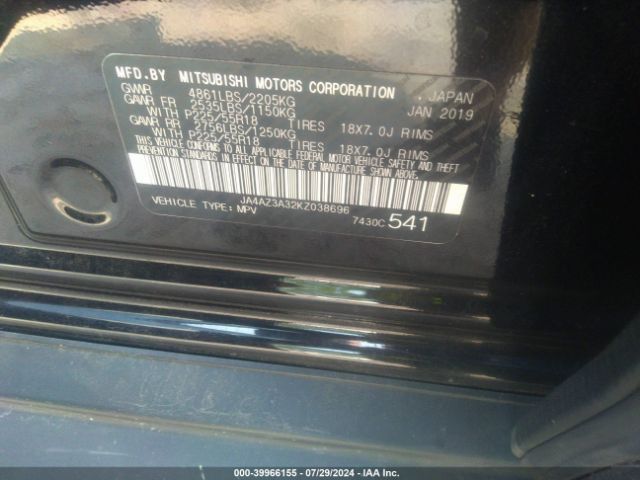 MFD.BY MITSUBISHI MOTORS CORPORATION , JAPAN
GVWR 4861LBS/2205KG JAN 2019
GAWR FR 2535LBS/1150KG
WITH P225/55R18 TIRES 18X7.0J RIMS
GAWR RR 2756LBS/1250KG
WITH P225/55R18 TIRES 18X7.0J RIMS
THIS VEHICLE CONFORMS TO ALL APPLICABLE FEDERAL MOTOR VEHICLE SAFETY AND THEFT
PREVENTION STANDARDS IN EFFECT ON THE DATE OF MANUFACTURE SHOWN ABOVE.
JA4AZ3A32KZ038696
VEHICLE TYPE: MPV 7430C 541
000-39966155 - 07/29/2024 - IAA Inc.